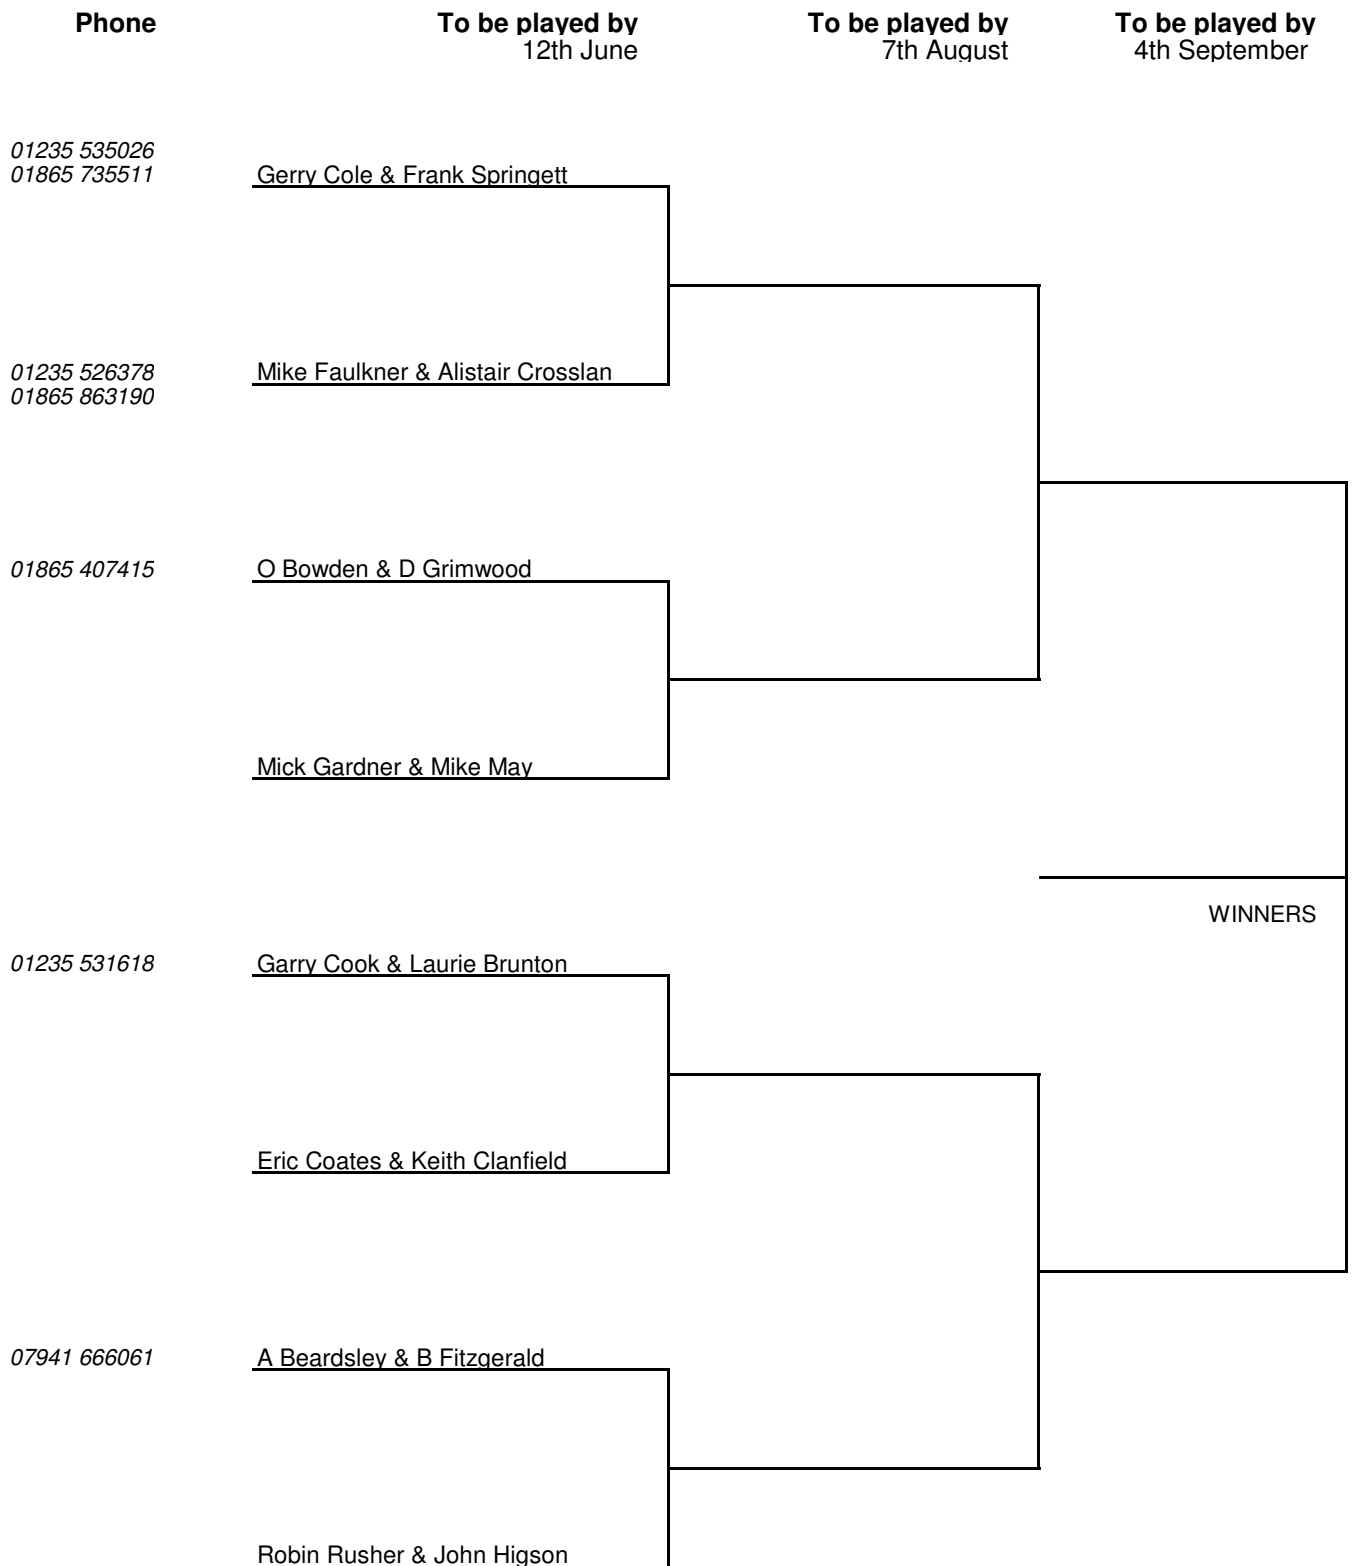 Phone To be played by To be played by To be played by
12th June 7th August 4th September
01235 535026
01865 735511 Gerry Cole & Frank Springett
01235 526378 Mike Faulkner & Alistair Crosslan
01865 863190
01865 407415 O Bowden & D Grimwood
Mick Gardner & Mike May
WINNERS
01235 531618 Garry Cook & Laurie Brunton
Eric Coates & Keith Clanfield
07941 666061 A Beardsley & B Fitzgerald
Robin Rusher & John Higson